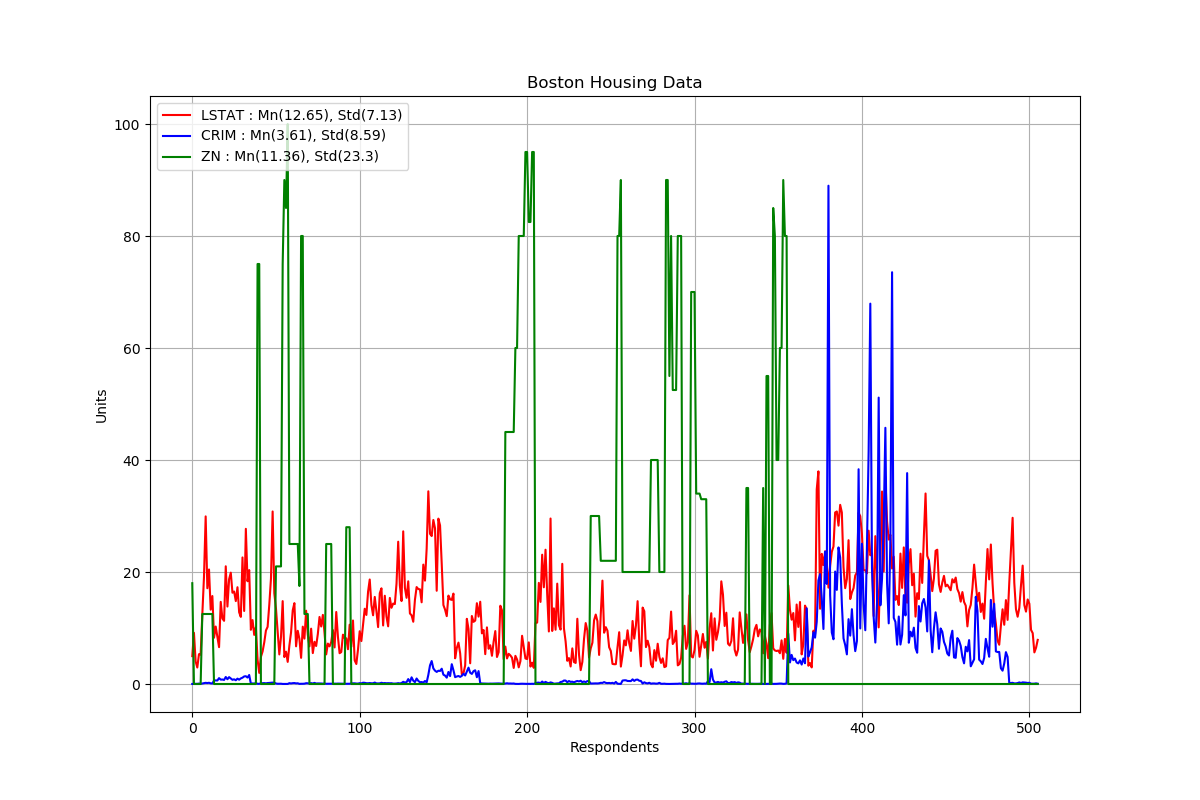 Boston Housing Data
LSTAT : Mn(12.65), Std(7.13)
CRIM : Mn(3.61), Std(8.59)
ZN : Mn(11.36), Std(23.3)
100
80
60
40
20
0
Units
0 100 200 300 400 500
Respondents